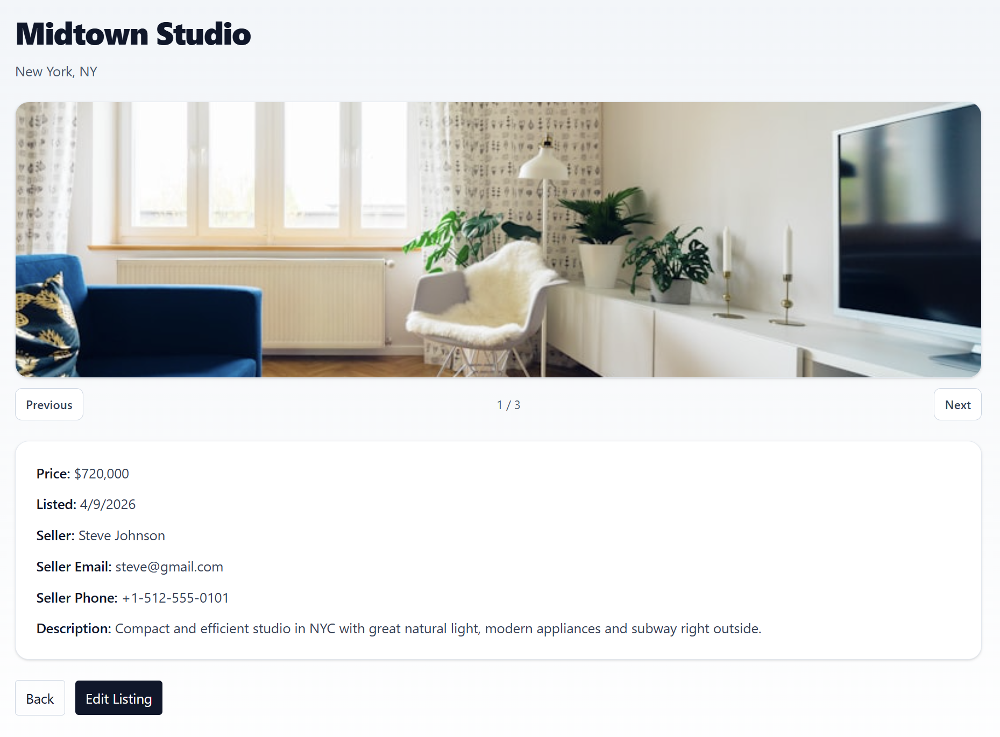 Midtown Studio
New York, NY
Previous
1 / 3
Next
Price: $720,000
Listed: 4/9/2026
Seller: Steve Johnson
Seller Email: steve@gmail.com
Seller Phone: +1-512-555-0101
Description: Compact and efficient studio in NYC with great natural light, modern appliances and subway right outside.
Back
Edit Listing